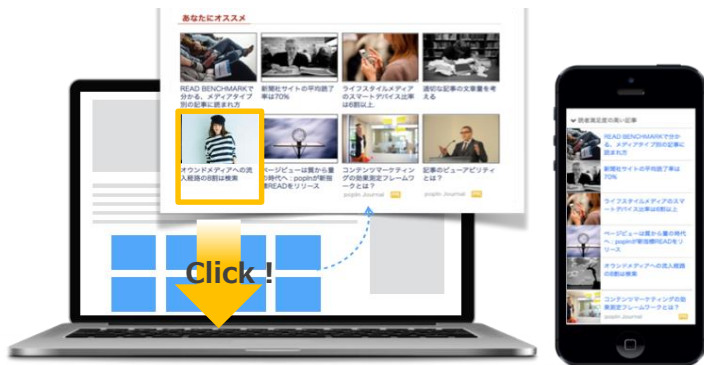 あなたにオススメ
READ BENCHMARKで
分かる、メディアタイプ
別の記事に読まれ方
新聞社サイトの平均読了
率は70%
ライフスタイルメディア
のスマートデバイス比率
は6割以上
適切な記事の文章量を考
える
オウンドメディアへの流
入経路の8割は検索
ページビューは質から量
の時代へ：popInが新指
標READをリリース
コンテンツマーケティン
グの効果測定フレームワ
ークとは？
popIn Journal
記事のビューアビリティ
とは？
popIn Journal
Click !
読者満足度の高い記事
READ BENCHMARKで分か
る、メディアタイプ別の記事に
読まれ方
新聞社サイトの平均読了率は
70%
ライフスタイルメディアのスマ
ートデバイス比率は6割以上
ページビューは質から量の時代
へ：popInが新指標READをリ
リース
オウンドメディアへの流入経路
の8割は検索
コンテンツマーケティングの効
果測定フレームワークとは？
popIn Journal